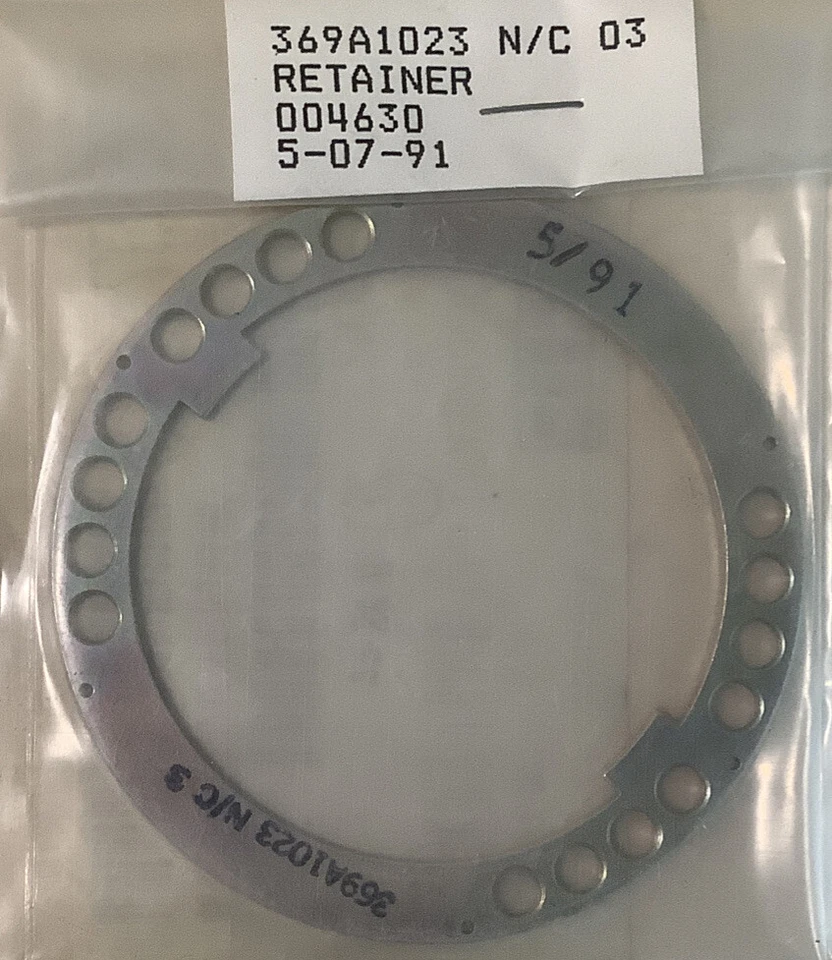 369A1023 N/C 03
RETAINER
004630
5-07-91
5/91
369A1023 N/C 3